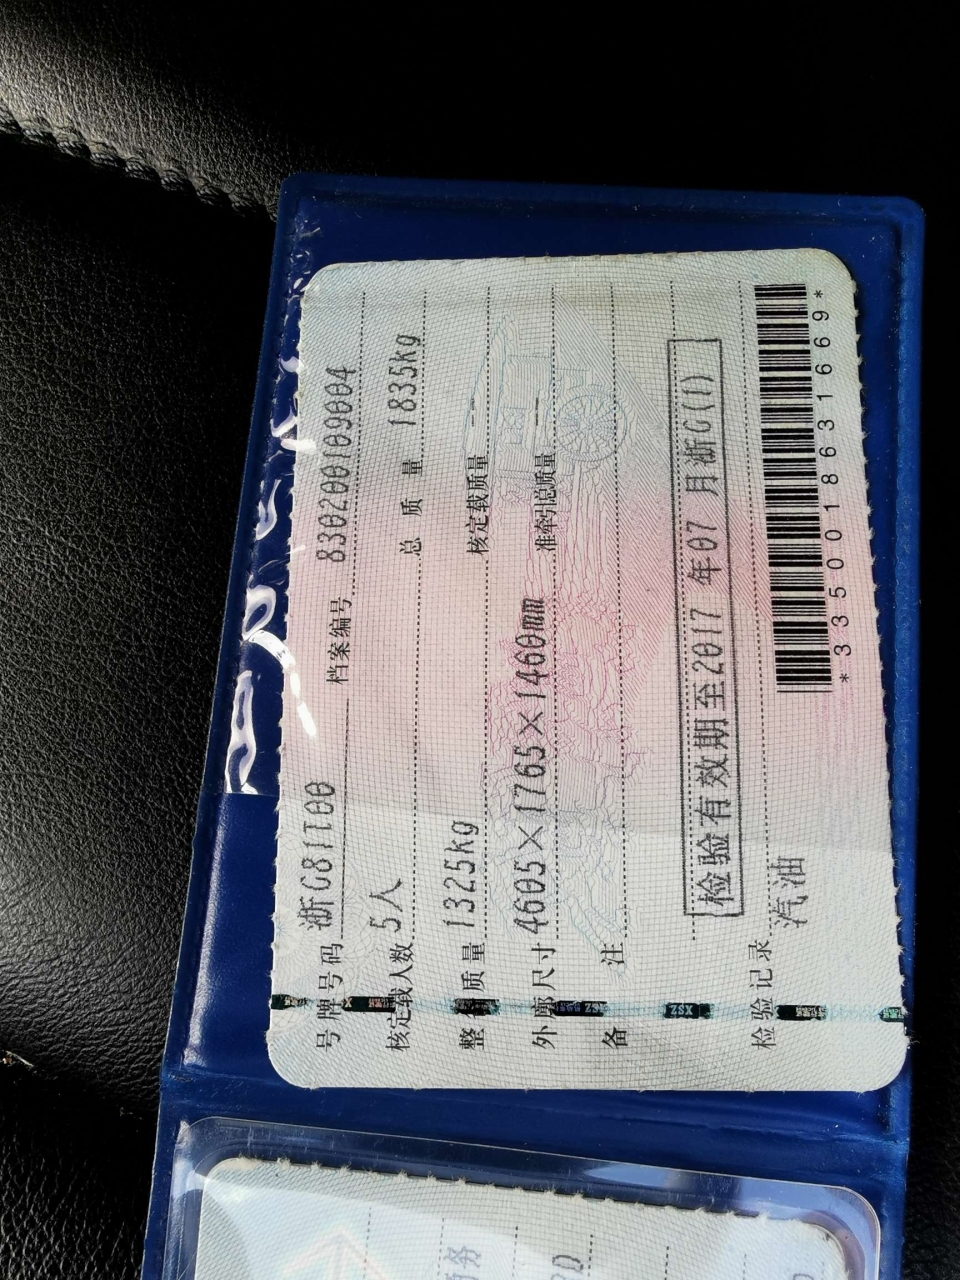 号牌号码 浙G81T00 档案编号 830200109004
核定载人数 5人 总质量 1835kg
整备质量 1325kg 核定载质量 --
外廓尺寸 4605×1765×1460mm 准牵引总质量 --
备注
检验有效期至2017年07月浙G(1)
检验记录
汽油
*3350018631669*